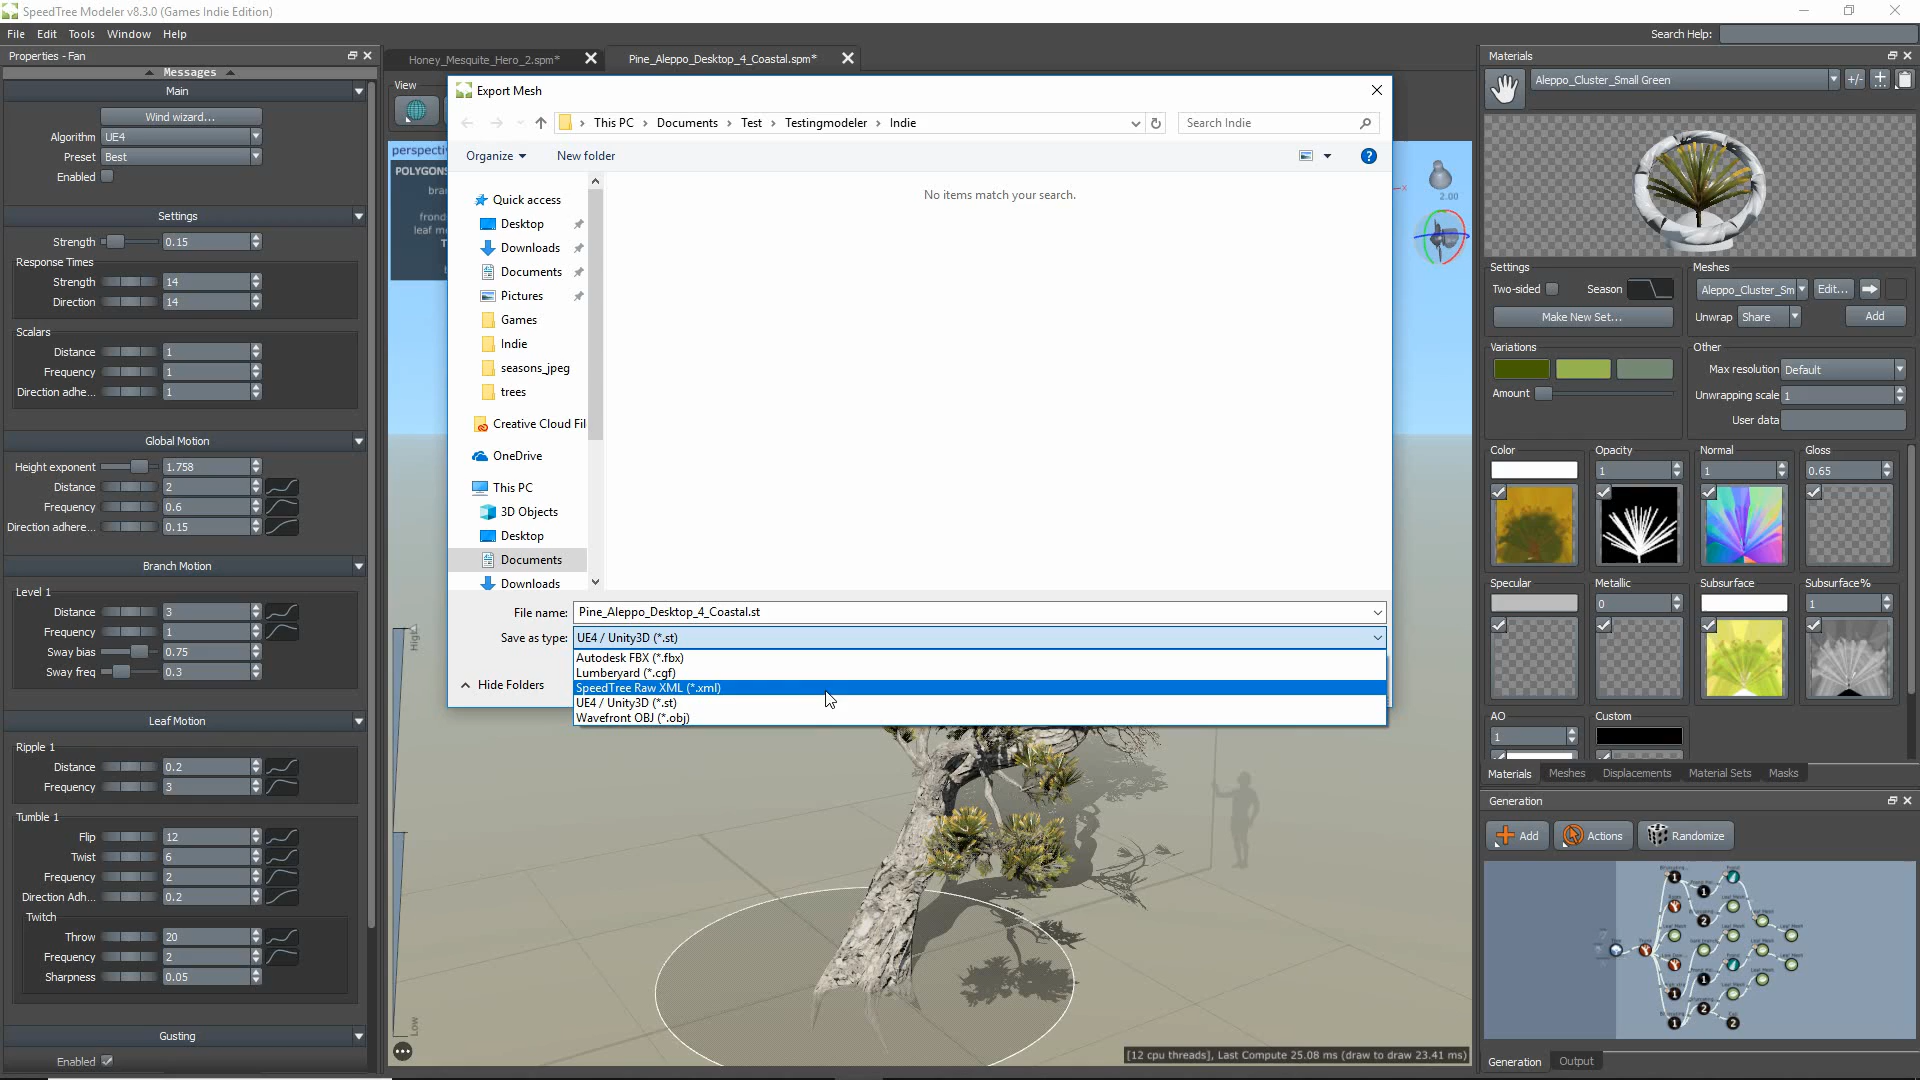 SpeedTree Modeler v8.3.0 (Games Indie Edition)
File Edit Tools Window Help
Search Help:
Properties - Fan
Messages
Main
Wind wizard...
Algorithm UE4
Preset Best
Enabled
Settings
Strength 0.15
Response Times
Strength 14
Direction 14
Scalars
Distance 1
Frequency 1
Direction adhe... 1
Global Motion
Height exponent 1.758
Distance 2
Frequency 0.6
Direction adhere... 0.15
Branch Motion
Level 1
Distance 3
Frequency 1
Sway bias 0.75
Sway freq 0.3
Leaf Motion
Ripple 1
Distance 0.2
Frequency 3
Tumble 1
Flip 12
Twist 6
Frequency 2
Direction Adh... 0.2
Twitch
Throw 20
Frequency 2
Sharpness 0.05
Gusting
Enabled
Honey_Mesquite_Hero_2.spm*
Pine_Aleppo_Desktop_4_Coastal.spm*
View
perspectiv
POLYGONS
bra
frond
leaf m
T
Export Mesh
This PC > Documents > Test > Testingmodeler > Indie
Search Indie
Organize
New folder
Quick access
Desktop
Downloads
Documents
Pictures
Games
Indie
seasons_jpeg
trees
Creative Cloud Fil
OneDrive
This PC
3D Objects
Desktop
Documents
Downloads
No items match your search.
File name: Pine_Aleppo_Desktop_4_Coastal.st
Save as type: UE4 / Unity3D (*.st)
Autodesk FBX (*.fbx)
Lumberyard (*.cgf)
SpeedTree Raw XML (*.xml)
UE4 / Unity3D (*.st)
Wavefront OBJ (*.obj)
Hide Folders
x
2.00
High
Low
[12 cpu threads], Last Compute 25.08 ms (draw to draw 23.41 ms)
Materials
Aleppo_Cluster_Small Green
+/-
Settings
Two-sided
Season
Make New Set...
Meshes
Aleppo_Cluster_Sm
Edit...
Unwrap Share
Add
Variations
Amount
Other
Max resolution Default
Unwrapping scale 1
User data
Color
Opacity
1
Normal
1
Gloss
0.65
Specular
Metallic
0
Subsurface
Subsurface%
1
AO
1
Custom
Materials Meshes Displacements Material Sets Masks
Generation
Add
Actions
Randomize
Generation Output